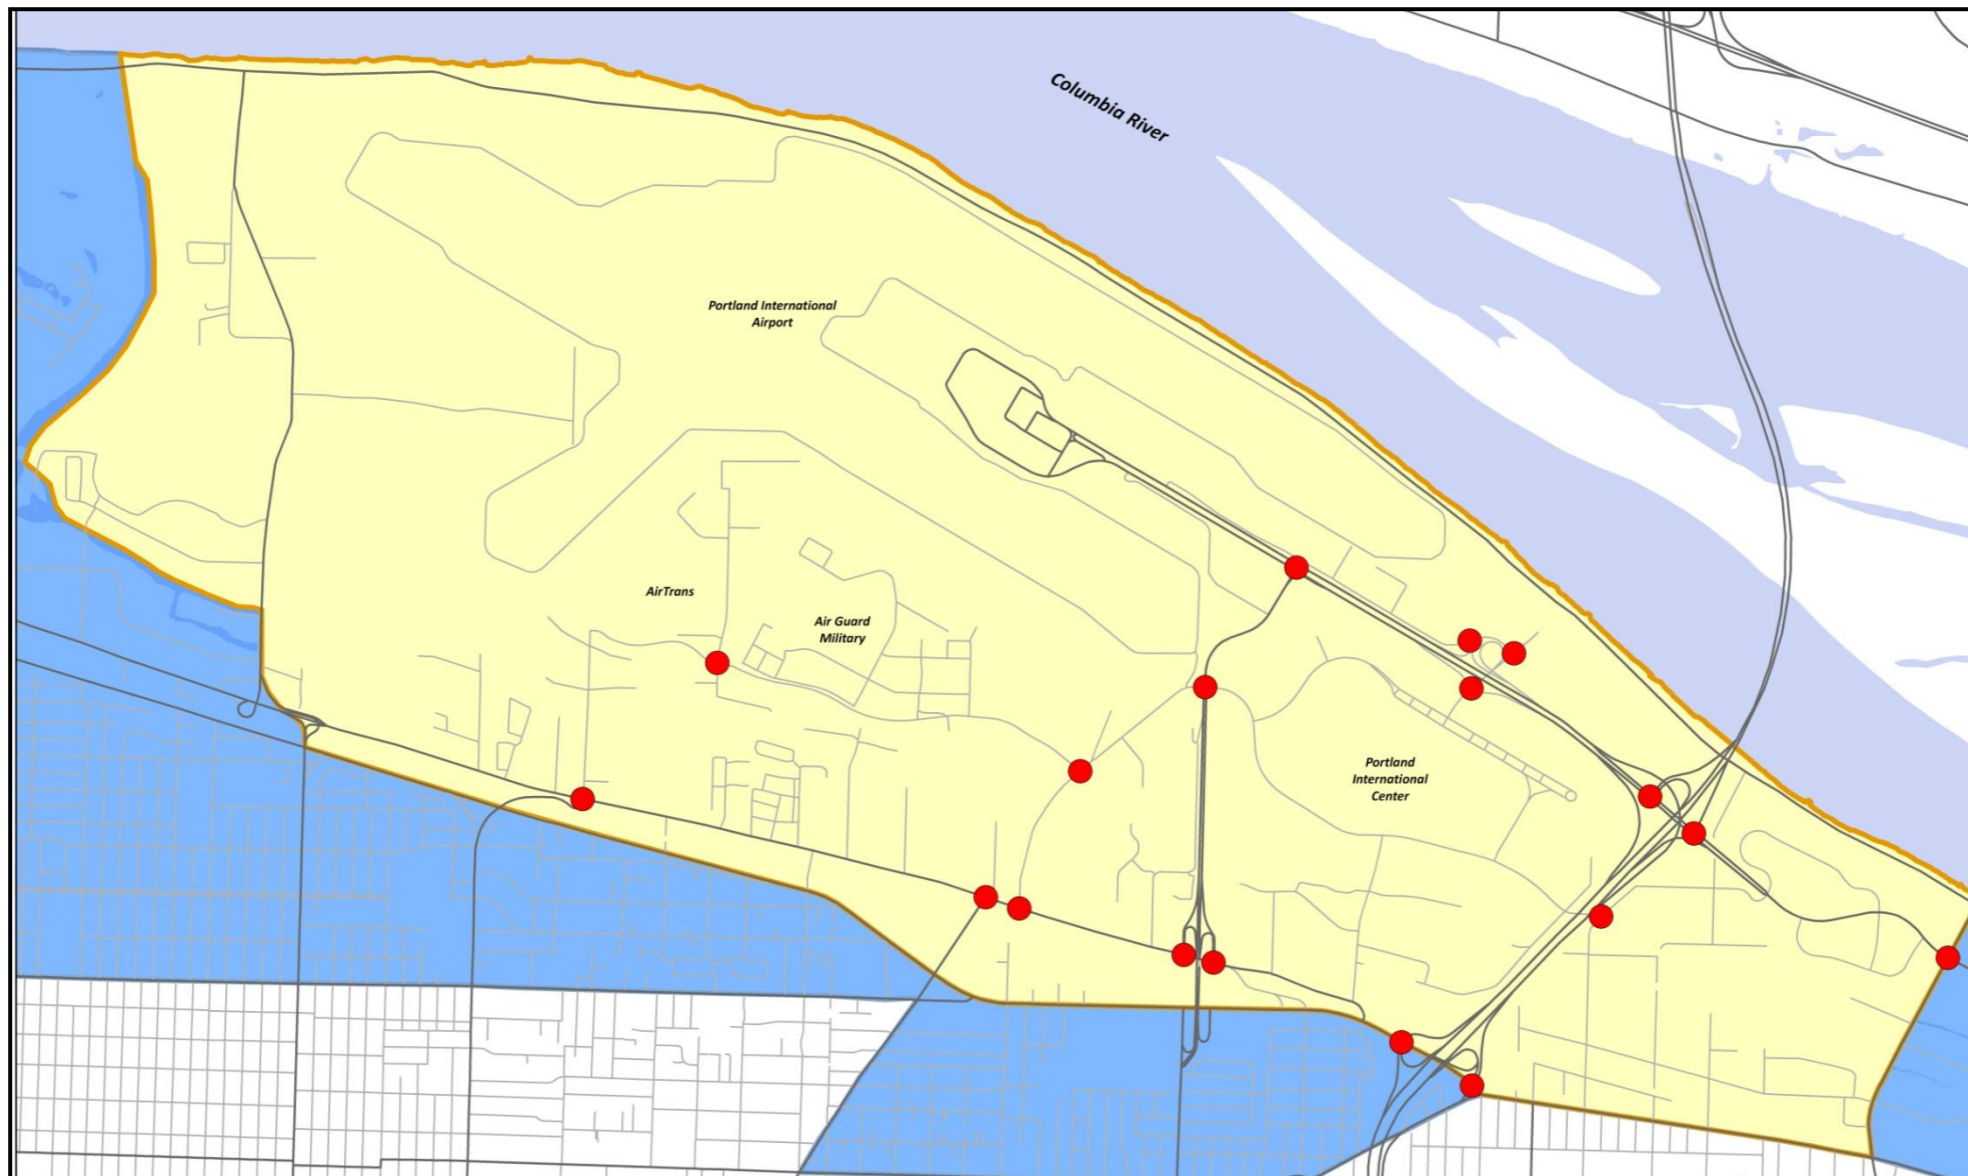 Columbia River
Portland International
Airport
AirTrans
Air Guard
Military
Portland
International
Center